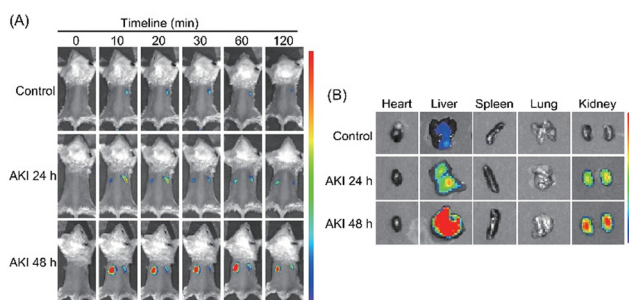 (A)
Timeline (min)
0 10 20 30 60 120
Control
AKI 24 h
AKI 48 h
(B)
Heart Liver Spleen Lung Kidney
Control
AKI 24 h
AKI 48 h